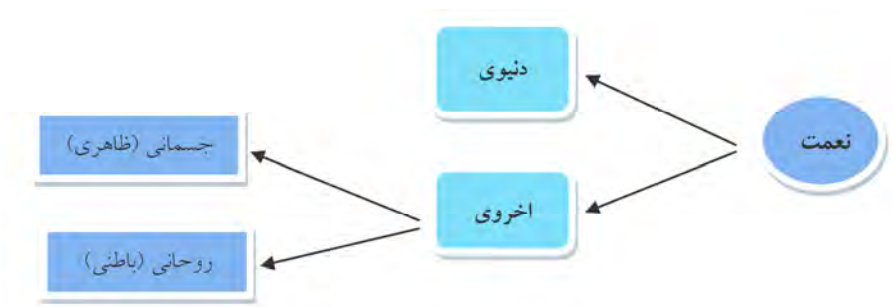 نعمت
دنیوی
اخروی
جسمانی (ظاهری)
روحانی (باطنی)